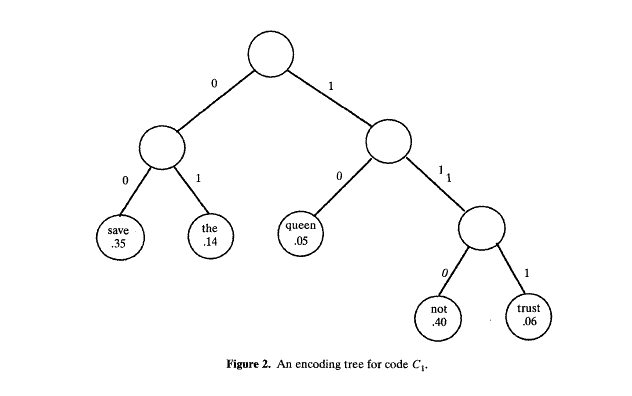 0
1
0
1
0
1
1
save
.35
the
.14
queen
.05
0
1
not
.40
trust
.06
Figure 2. An encoding tree for code C₁.